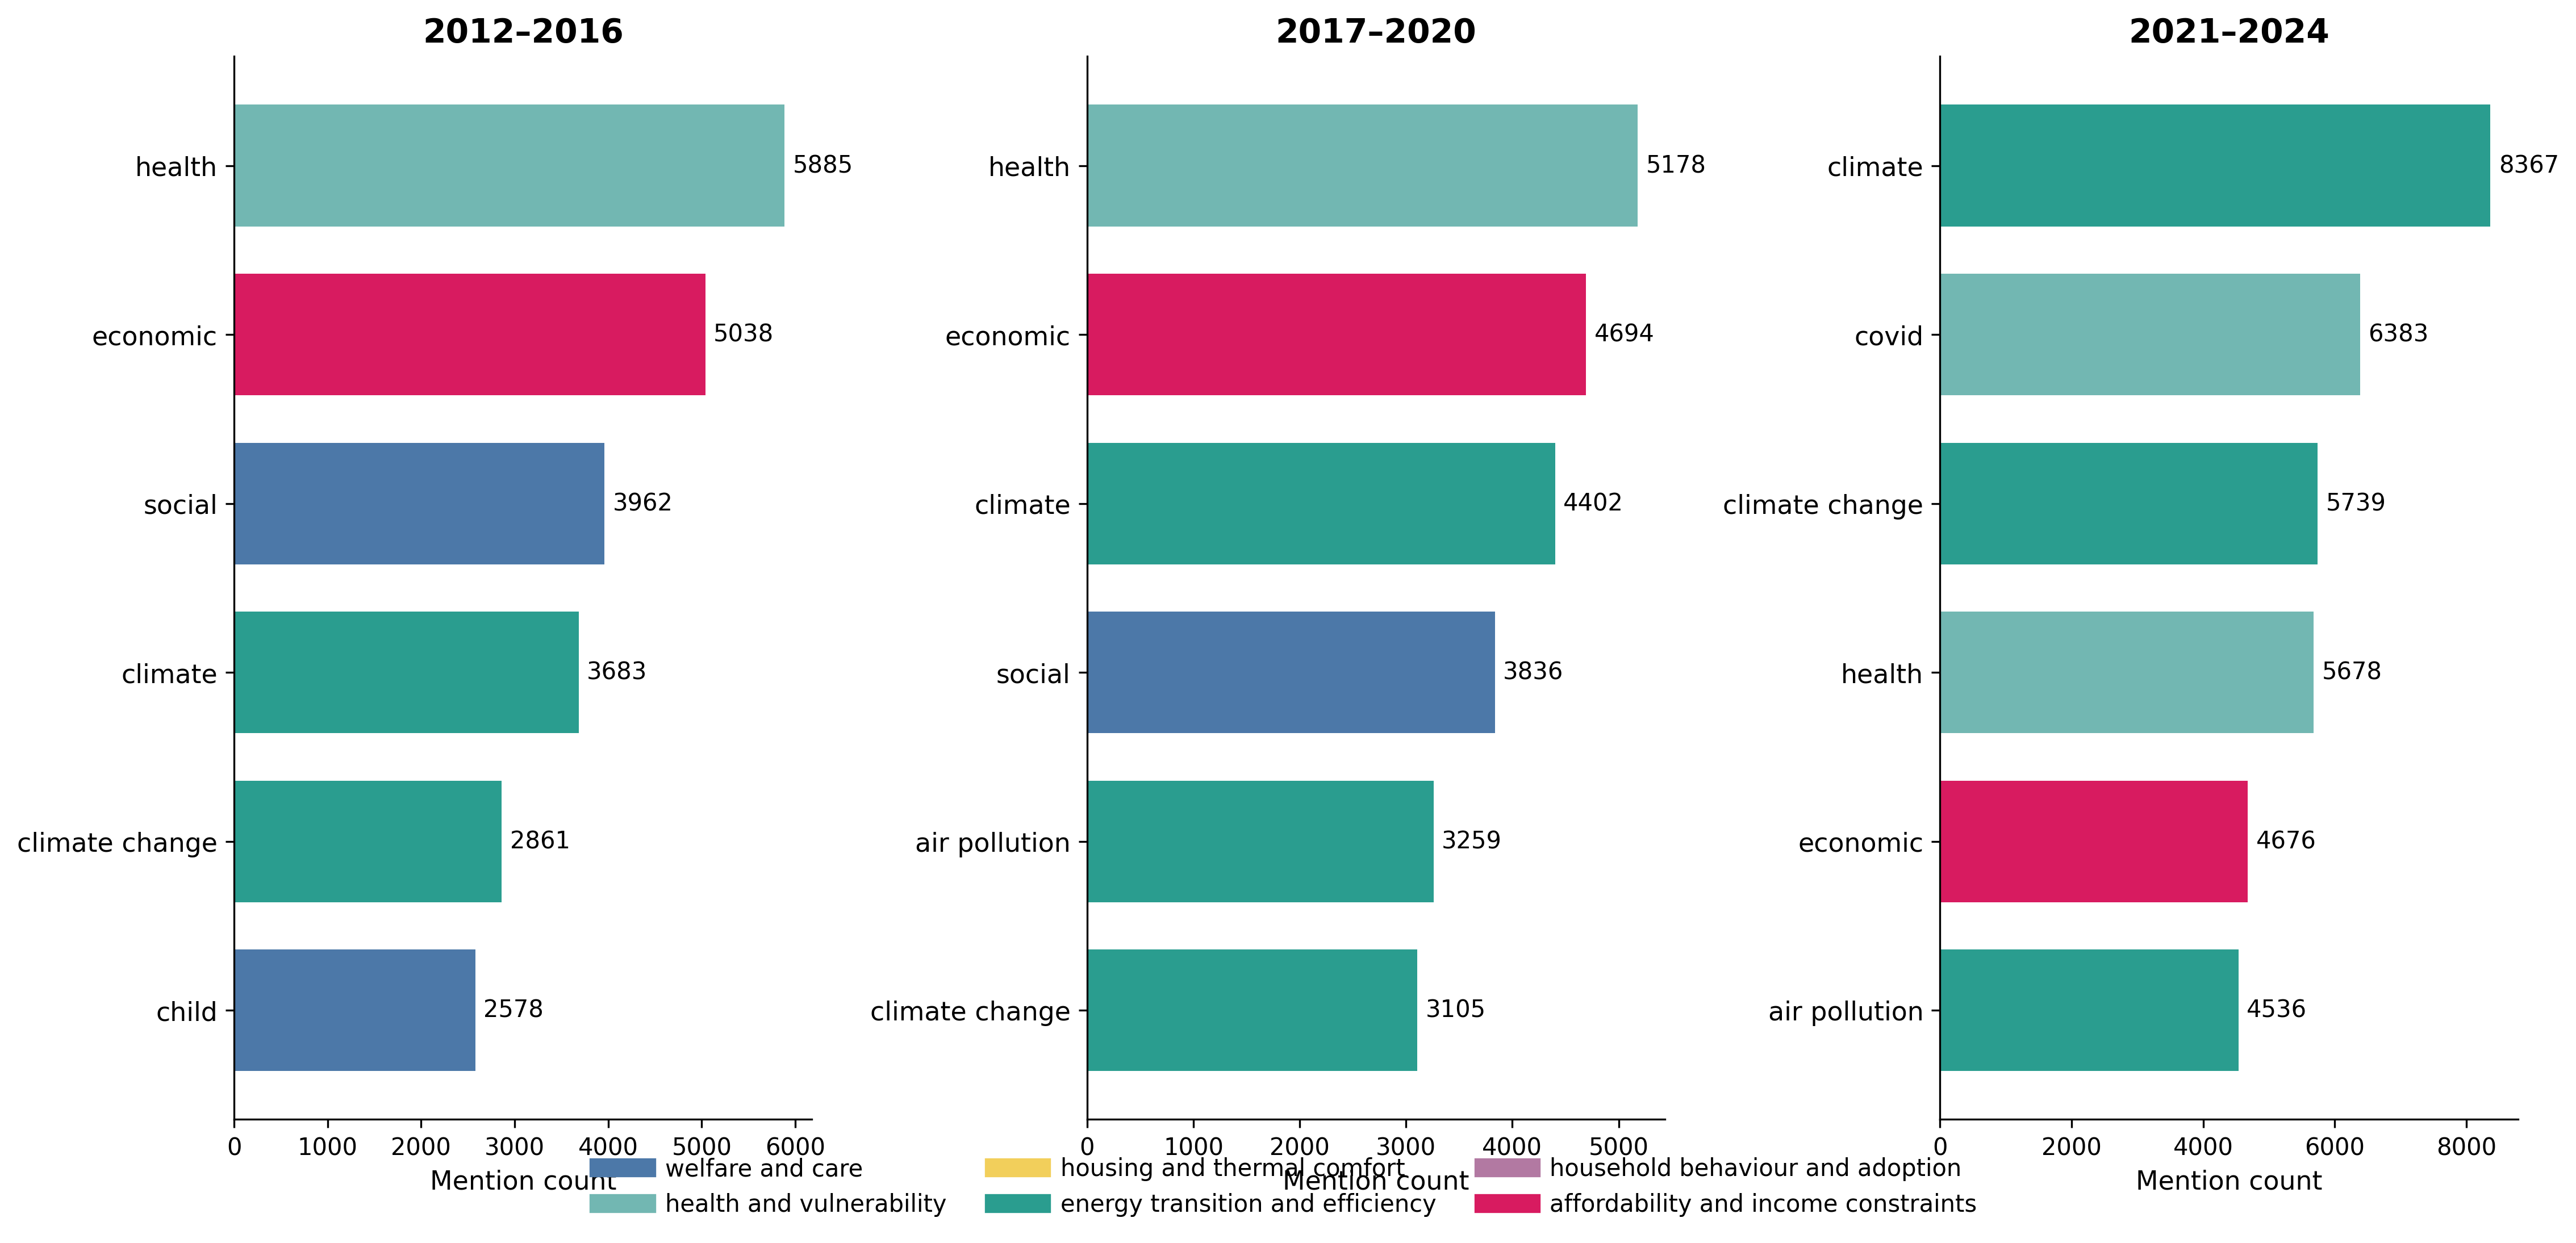 2012–2016
health
5885
economic
5038
social
3962
climate
3683
climate change
2861
child
2578
0 1000 2000 3000 4000 5000 6000
Mention count
2017–2020
health
5178
economic
4694
climate
4402
social
3836
air pollution
3259
climate change
3105
0 1000 2000 3000 4000 5000
Mention count
2021–2024
climate
8367
covid
6383
climate change
5739
health
5678
economic
4676
air pollution
4536
0 2000 4000 6000 8000
Mention count
welfare and care
health and vulnerability
housing and thermal comfort
energy transition and efficiency
household behaviour and adoption
affordability and income constraints